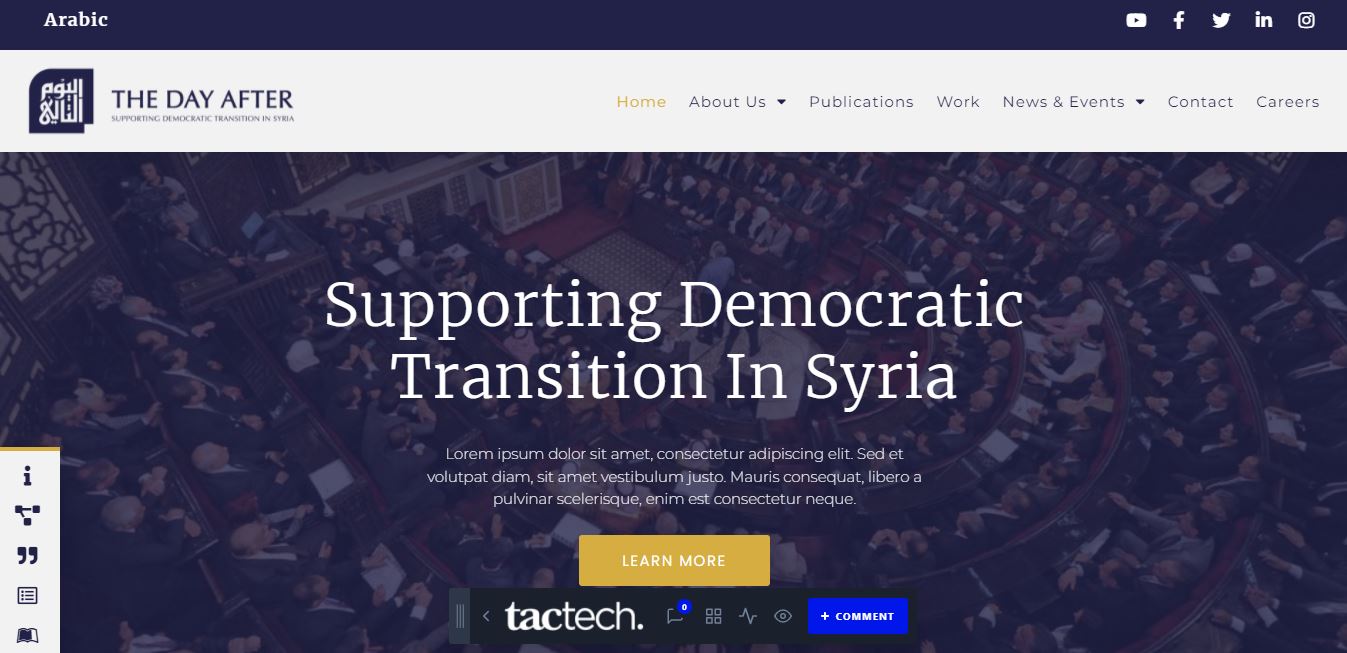 Arabic
اليوم
التالي
THE DAY AFTER
SUPPORTING DEMOCRATIC TRANSITION IN SYRIA
Home About Us Publications Work News & Events Contact Careers
Supporting Democratic
Transition In Syria
Lorem ipsum dolor sit amet, consectetur adipiscing elit. Sed et
volutpat diam, sit amet vestibulum justo. Mauris consequat, libero a
pulvinar scelerisque, enim est consectetur neque.
LEARN MORE
tactech. 0 + COMMENT